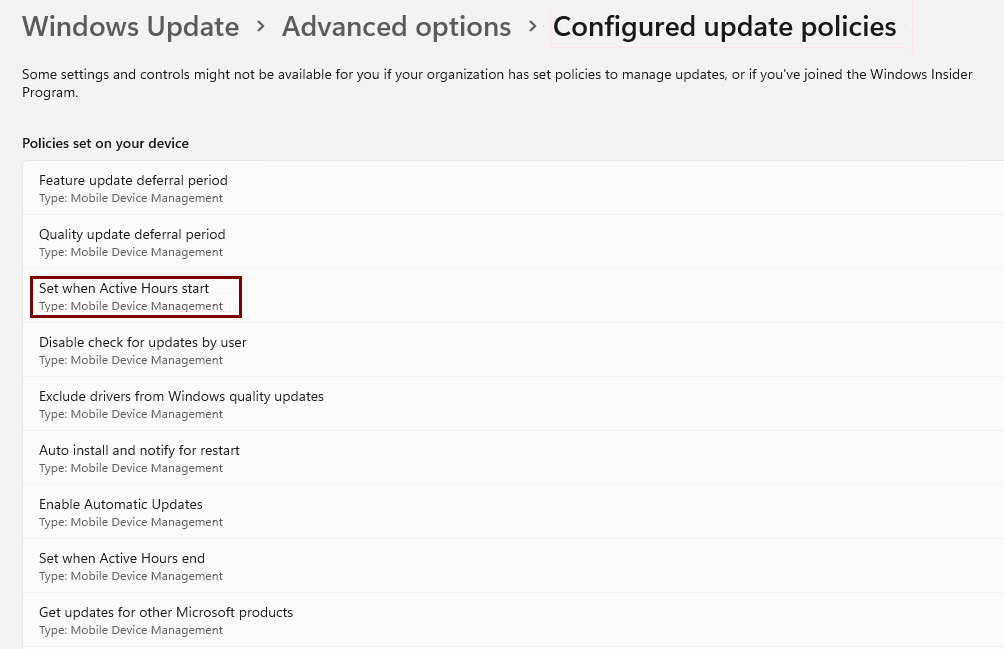 Windows Update > Advanced options > Configured update policies
Some settings and controls might not be available for you if your organization has set policies to manage updates, or if you've joined the Windows Insider
Program.
Policies set on your device
Feature update deferral period
Type: Mobile Device Management
Quality update deferral period
Type: Mobile Device Management
Set when Active Hours start
Type: Mobile Device Management
Disable check for updates by user
Type: Mobile Device Management
Exclude drivers from Windows quality updates
Type: Mobile Device Management
Auto install and notify for restart
Type: Mobile Device Management
Enable Automatic Updates
Type: Mobile Device Management
Set when Active Hours end
Type: Mobile Device Management
Get updates for other Microsoft products
Type: Mobile Device Management